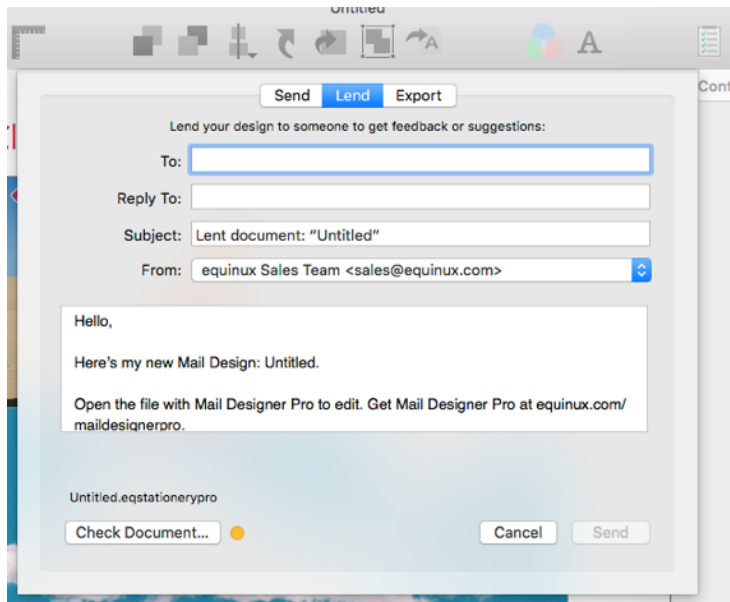 Untitled
A
A
Cont
Send Lend Export
Lend your design to someone to get feedback or suggestions:
To:
Reply To:
Subject: Lent document: "Untitled"
From: equinux Sales Team <sales@equinux.com>
Hello,
Here's my new Mail Design: Untitled.
Open the file with Mail Designer Pro to edit. Get Mail Designer Pro at equinux.com/
maildesignerpro.
Untitled.eqstationerypro
Check Document... Cancel Send